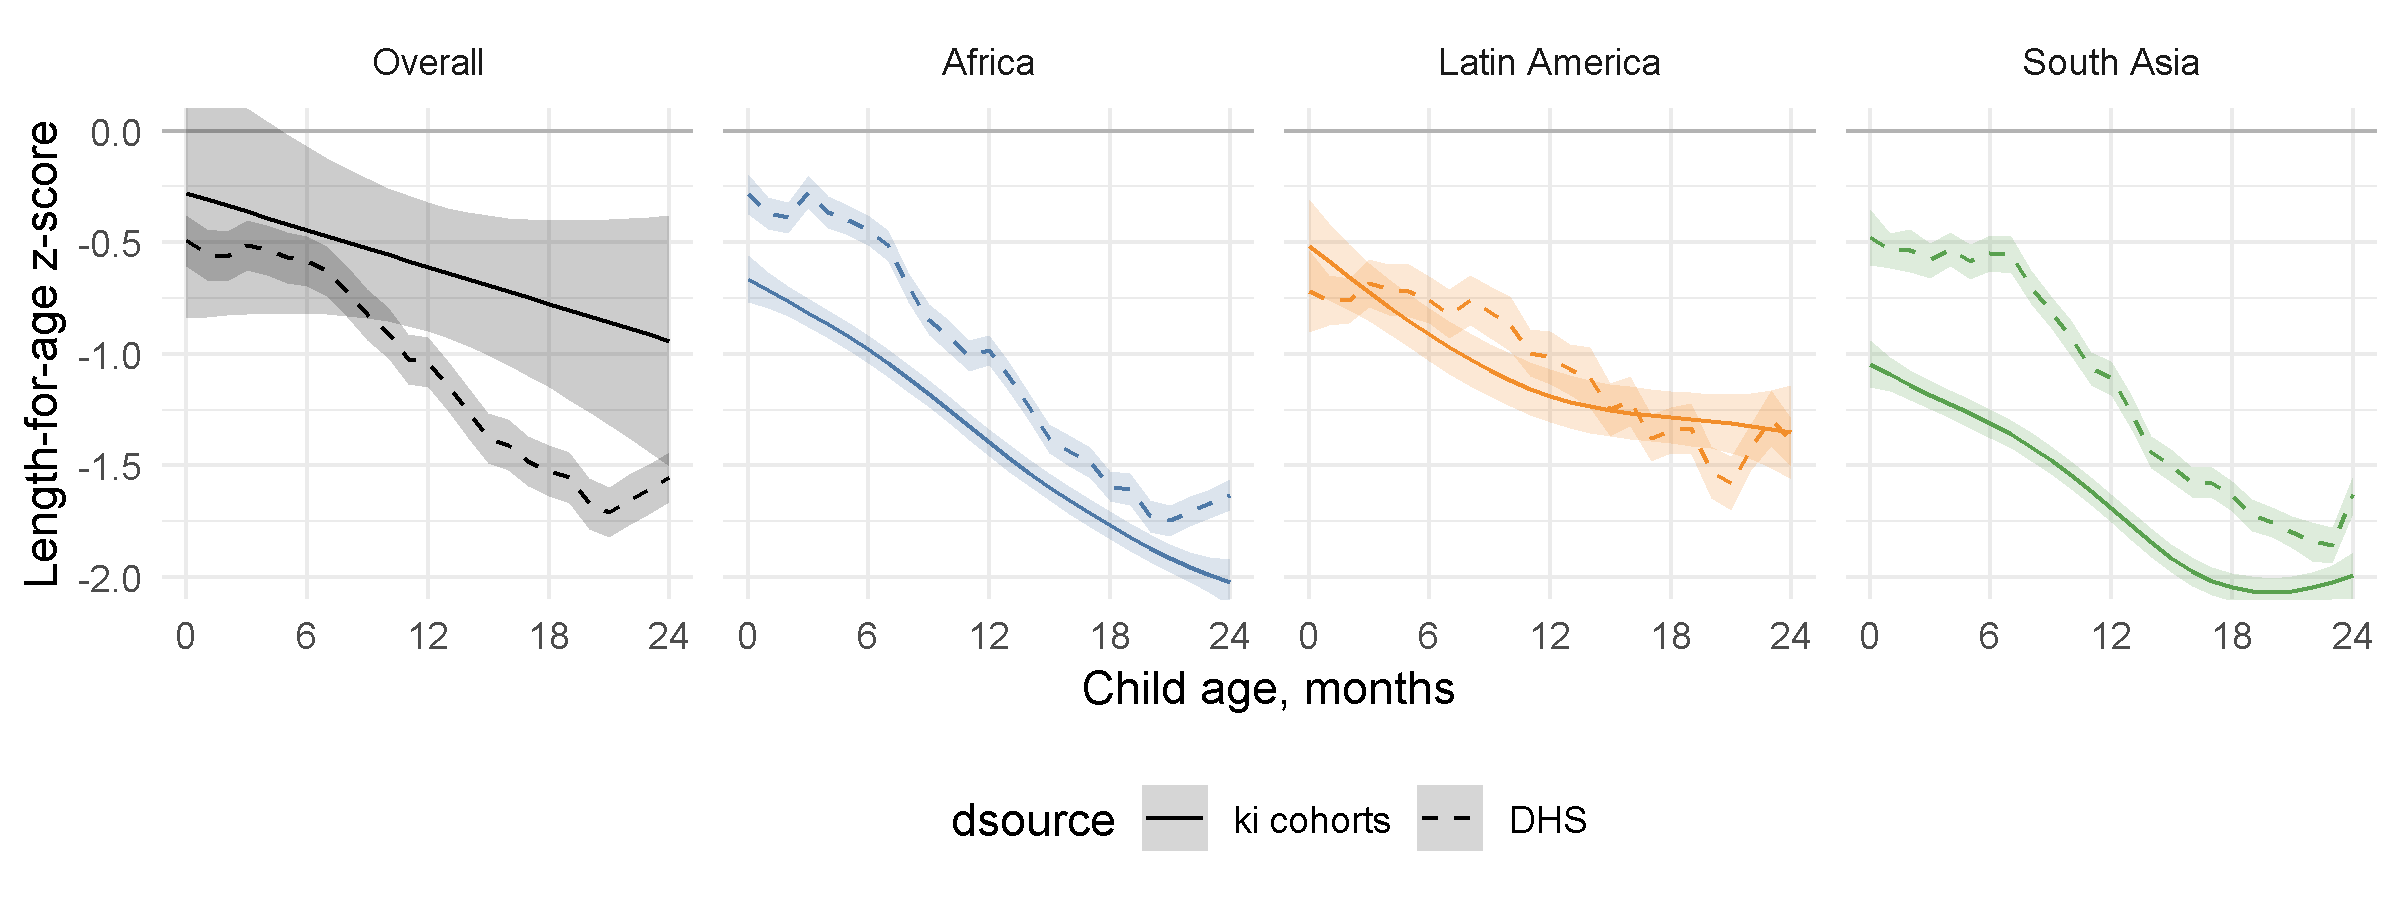 Overall
Africa
Latin America
South Asia
Length-for-age z-score
0.0
-0.5
-1.0
-1.5
-2.0
0 6 12 18 24
0 6 12 18 24
0 6 12 18 24
0 6 12 18 24
Child age, months
dsource ki cohorts DHS